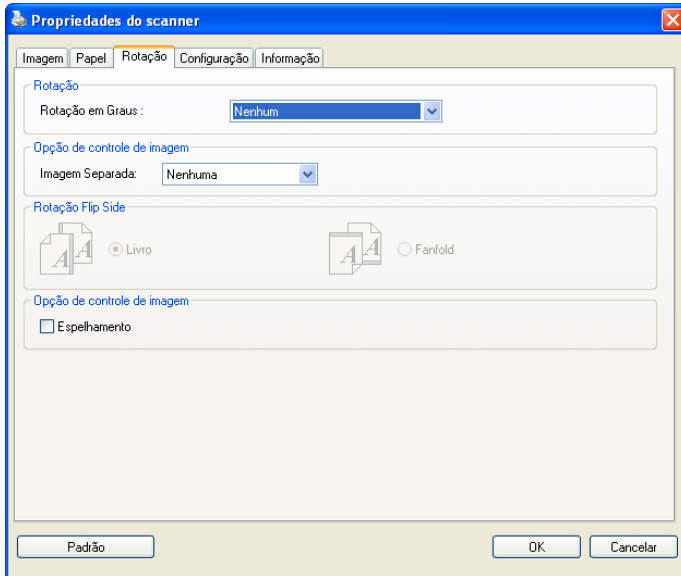 Propriedades do scanner
Imagem Papel Rotação Configuração Informação
Rotação
Rotação em Graus : Nenhum
Opção de controle de imagem
Imagem Separada: Nenhuma
Rotação Flip Side
A A Livro A A Fanfold
Opção de controle de imagem
Espelhamento
Padrão OK Cancelar